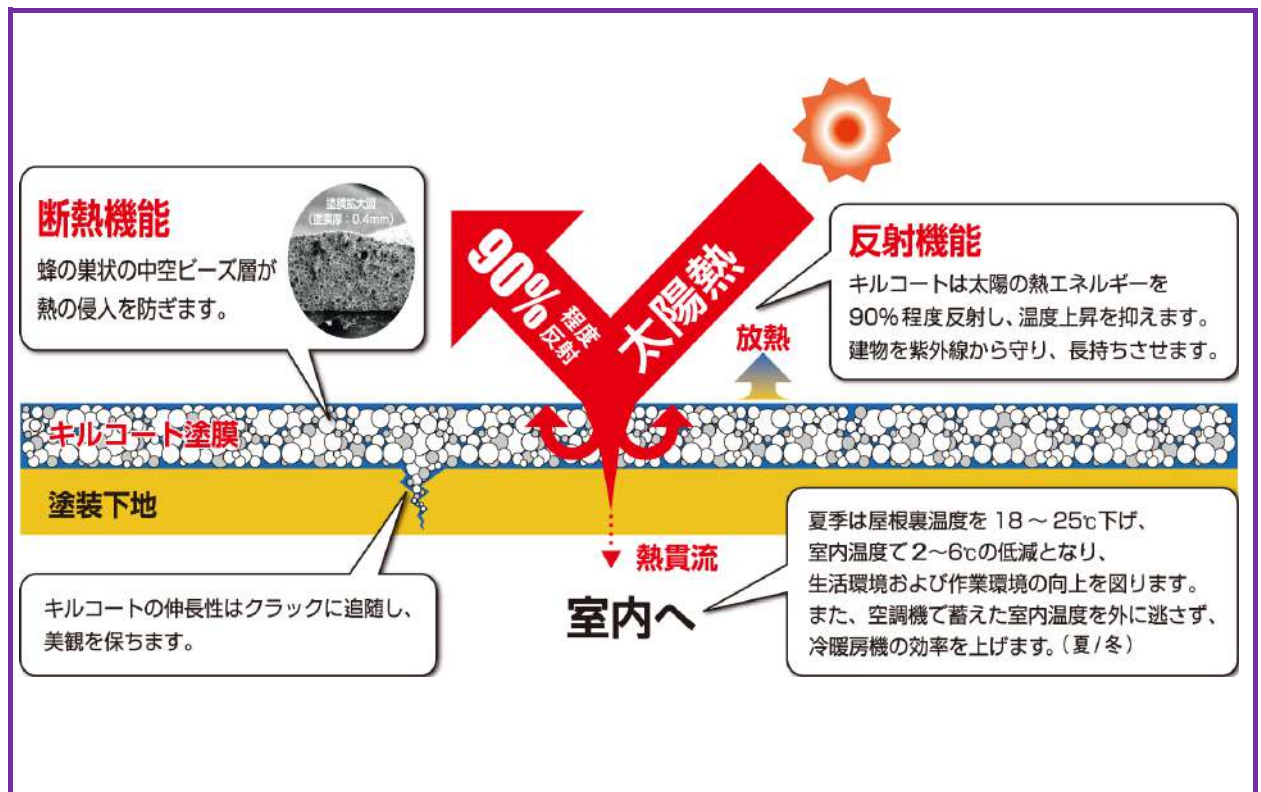 断熱機能
蜂の巣状の中空ビーズ層が
熱の侵入を防ぎます。
塗膜拡大図
(塗膜厚:0.4mm)
90%
程度
反射
太陽熱
放熱
反射機能
キルコートは太陽の熱エネルギーを
90%程度反射し、温度上昇を抑えます。
建物を紫外線から守り、長持ちさせます。
キルコート塗膜
塗装下地
キルコートの伸長性はクラックに追随し、
美観を保ちます。
熱貫流
室内へ
夏季は屋根裏温度を 18～25℃下げ、
室内温度で2～6℃の低減となり、
生活環境および作業環境の向上を図ります。
また、空調機で蓄えた室内温度を外に逃さず、
冷暖房機の効率を上げます。(夏/冬)